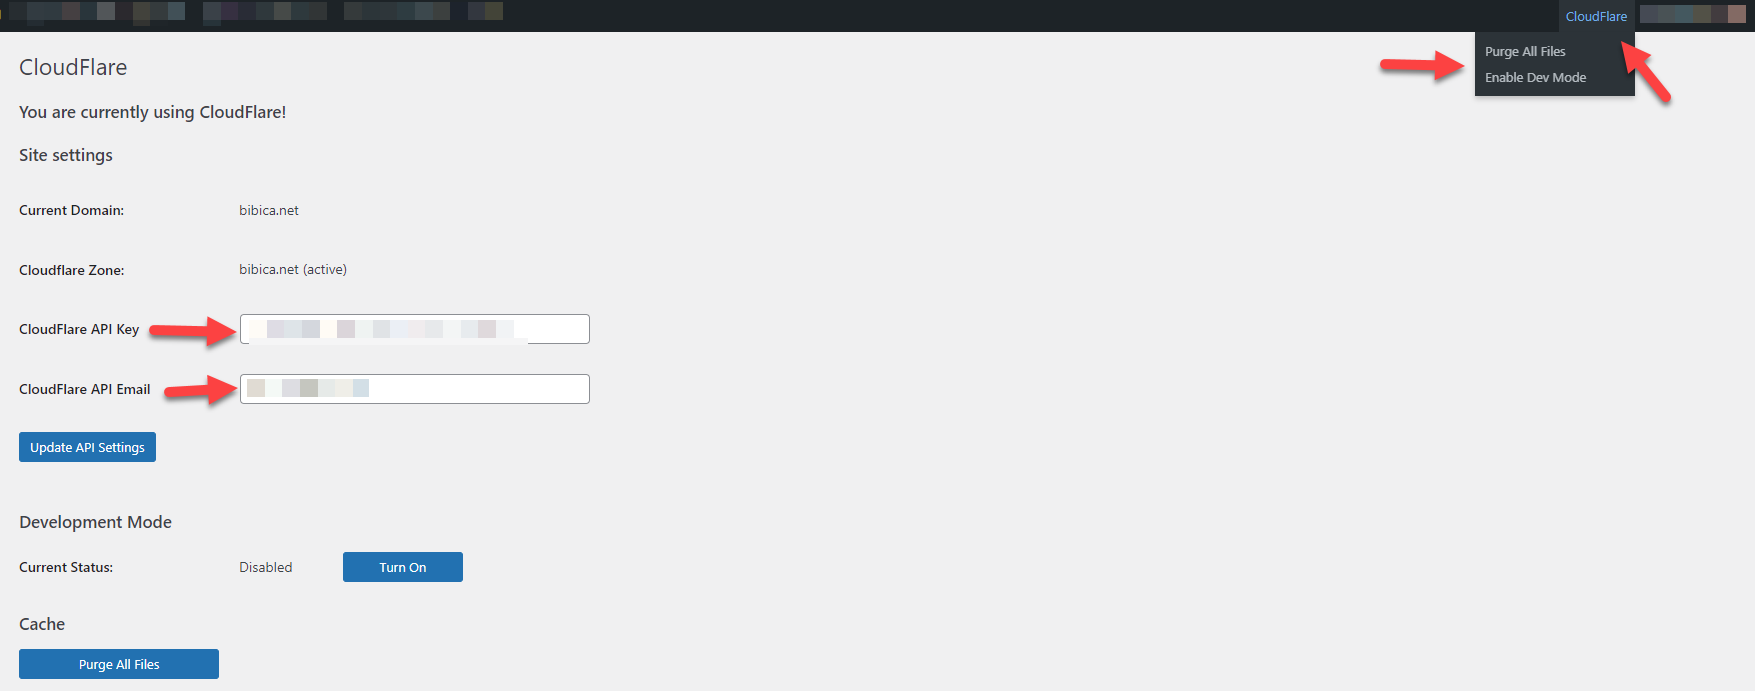 CloudFlare
Purge All Files
Enable Dev Mode
CloudFlare
You are currently using CloudFlare!
Site settings
Current Domain: bibica.net
Cloudflare Zone: bibica.net (active)
CloudFlare API Key
CloudFlare API Email
Update API Settings
Development Mode
Current Status: Disabled Turn On
Cache
Purge All Files